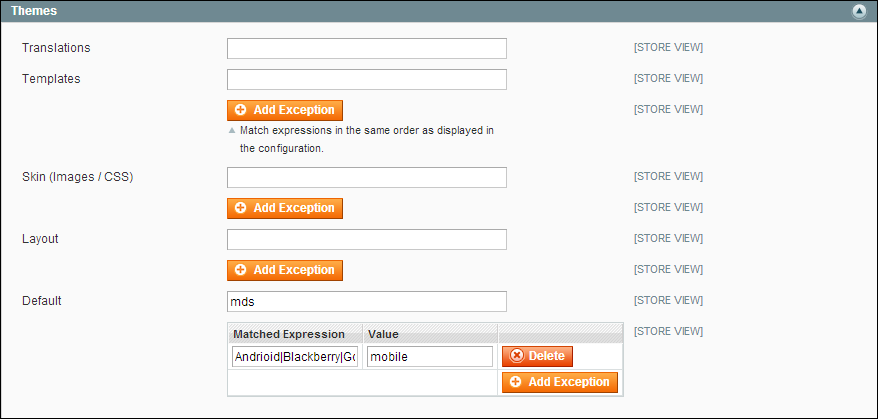 Themes
Translations [STORE VIEW]
Templates [STORE VIEW]
Add Exception [STORE VIEW]
Match expressions in the same order as displayed in
the configuration.
Skin (Images / CSS) [STORE VIEW]
Add Exception [STORE VIEW]
Layout [STORE VIEW]
Add Exception [STORE VIEW]
Default mds [STORE VIEW]
Matched Expression Value [STORE VIEW]
Andrioid|Blackberry|Go mobile Delete
Add Exception